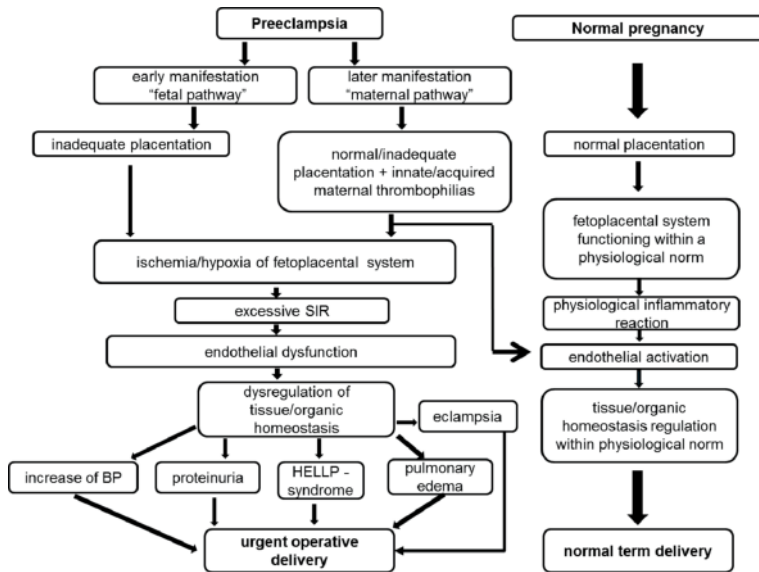 Preeclampsia
Normal pregnancy
early manifestation
“fetal pathway”
later manifestation
“maternal pathway”
inadequate placentation
normal/inadequate
placentation + innate/acquired
maternal thrombophilias
normal placentation
fetoplacental system
functioning within a
physiological norm
ischemia/hypoxia of fetoplacental system
excessive SIR
physiological inflammatory
reaction
endothelial dysfunction
endothelial activation
dysregulation of
tissue/organic
homeostasis
eclampsia
tissue/organic
homeostasis regulation
within physiological norm
increase of BP
proteinuria
HELLP -
syndrome
pulmonary
edema
urgent operative
delivery
normal term delivery